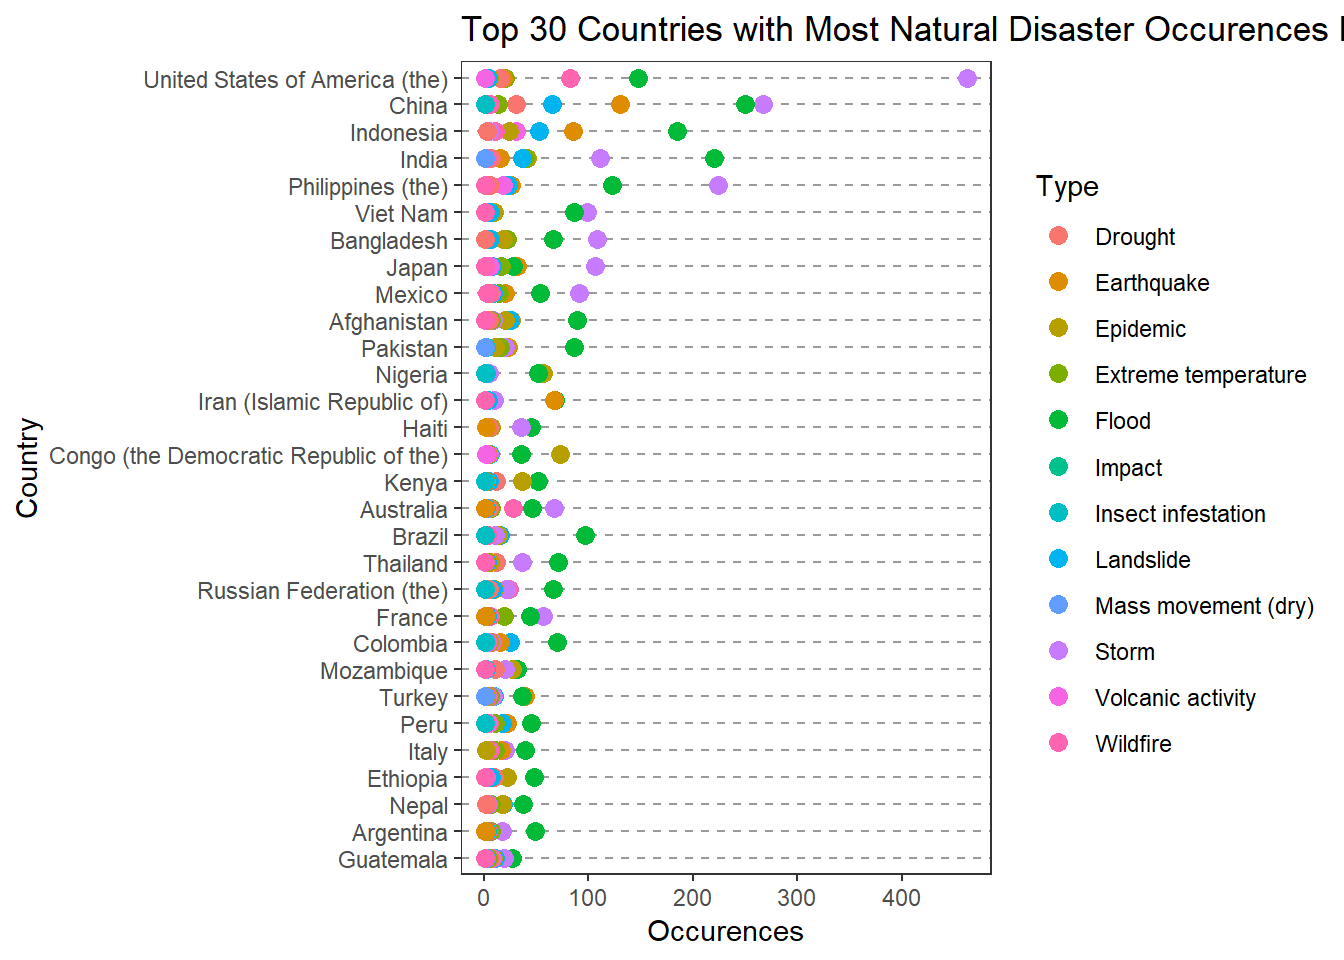 Top 30 Countries with Most Natural Disaster Occurences
United States of America (the)
China
Indonesia
India
Philippines (the)
Viet Nam
Bangladesh
Japan
Mexico
Afghanistan
Pakistan
Nigeria
Iran (Islamic Republic of)
Haiti
Congo (the Democratic Republic of the)
Kenya
Australia
Brazil
Thailand
Russian Federation (the)
France
Colombia
Mozambique
Turkey
Peru
Italy
Ethiopia
Nepal
Argentina
Guatemala
Country
0 100 200 300 400
Occurences
Type
Drought
Earthquake
Epidemic
Extreme temperature
Flood
Impact
Insect infestation
Landslide
Mass movement (dry)
Storm
Volcanic activity
Wildfire